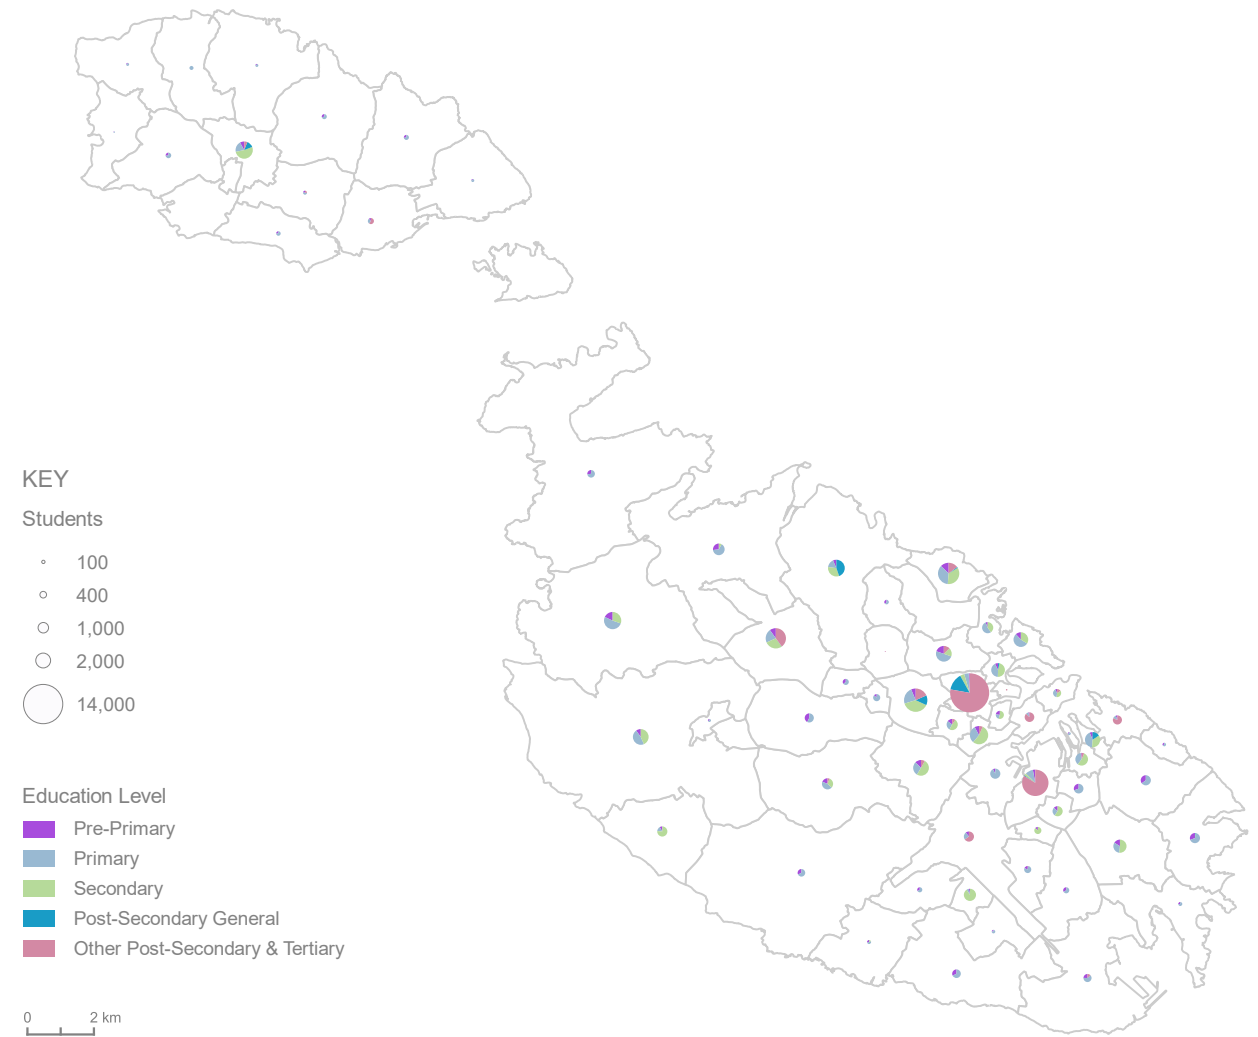 KEY
Students
100
400
1,000
2,000
14,000
Education Level
Pre-Primary
Primary
Secondary
Post-Secondary General
Other Post-Secondary & Tertiary
0 2 km